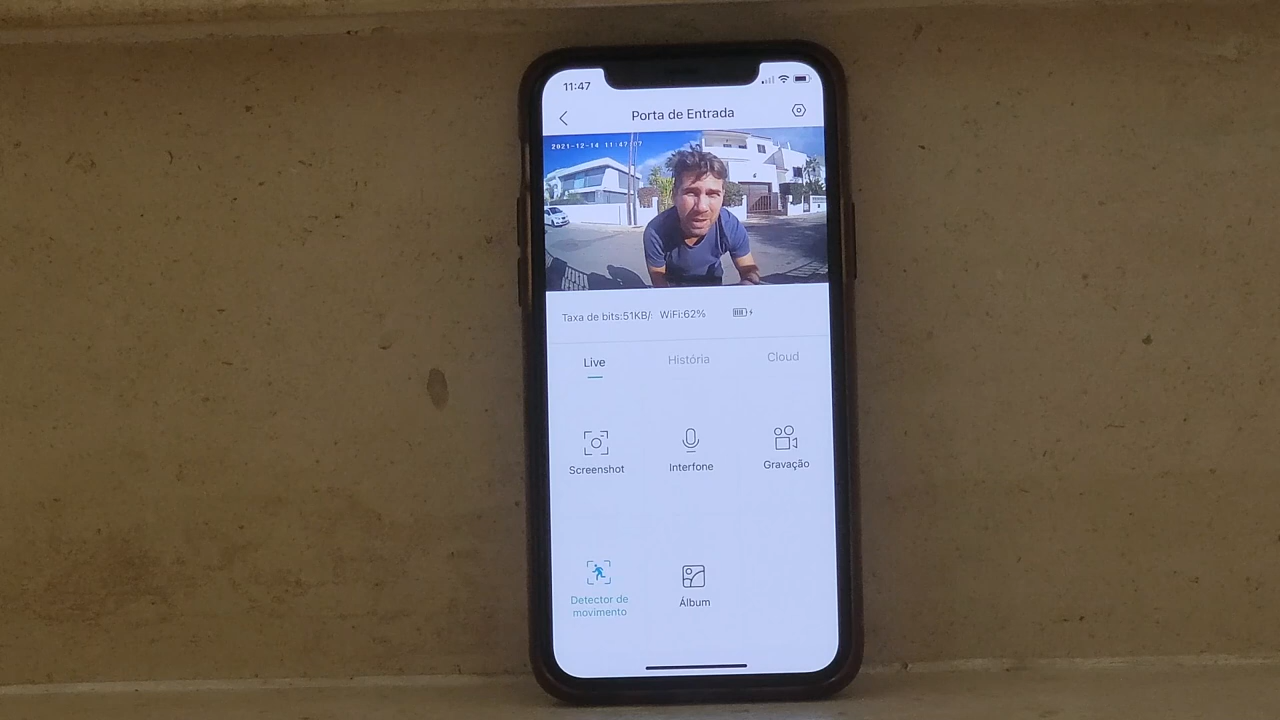 11:47
Porta de Entrada
2021-12-14 11:47:07
Taxa de bits:51KB/: WiFi:62%
Live História Cloud
Screenshot Interfone Gravação
Detector de
movimento
Álbum